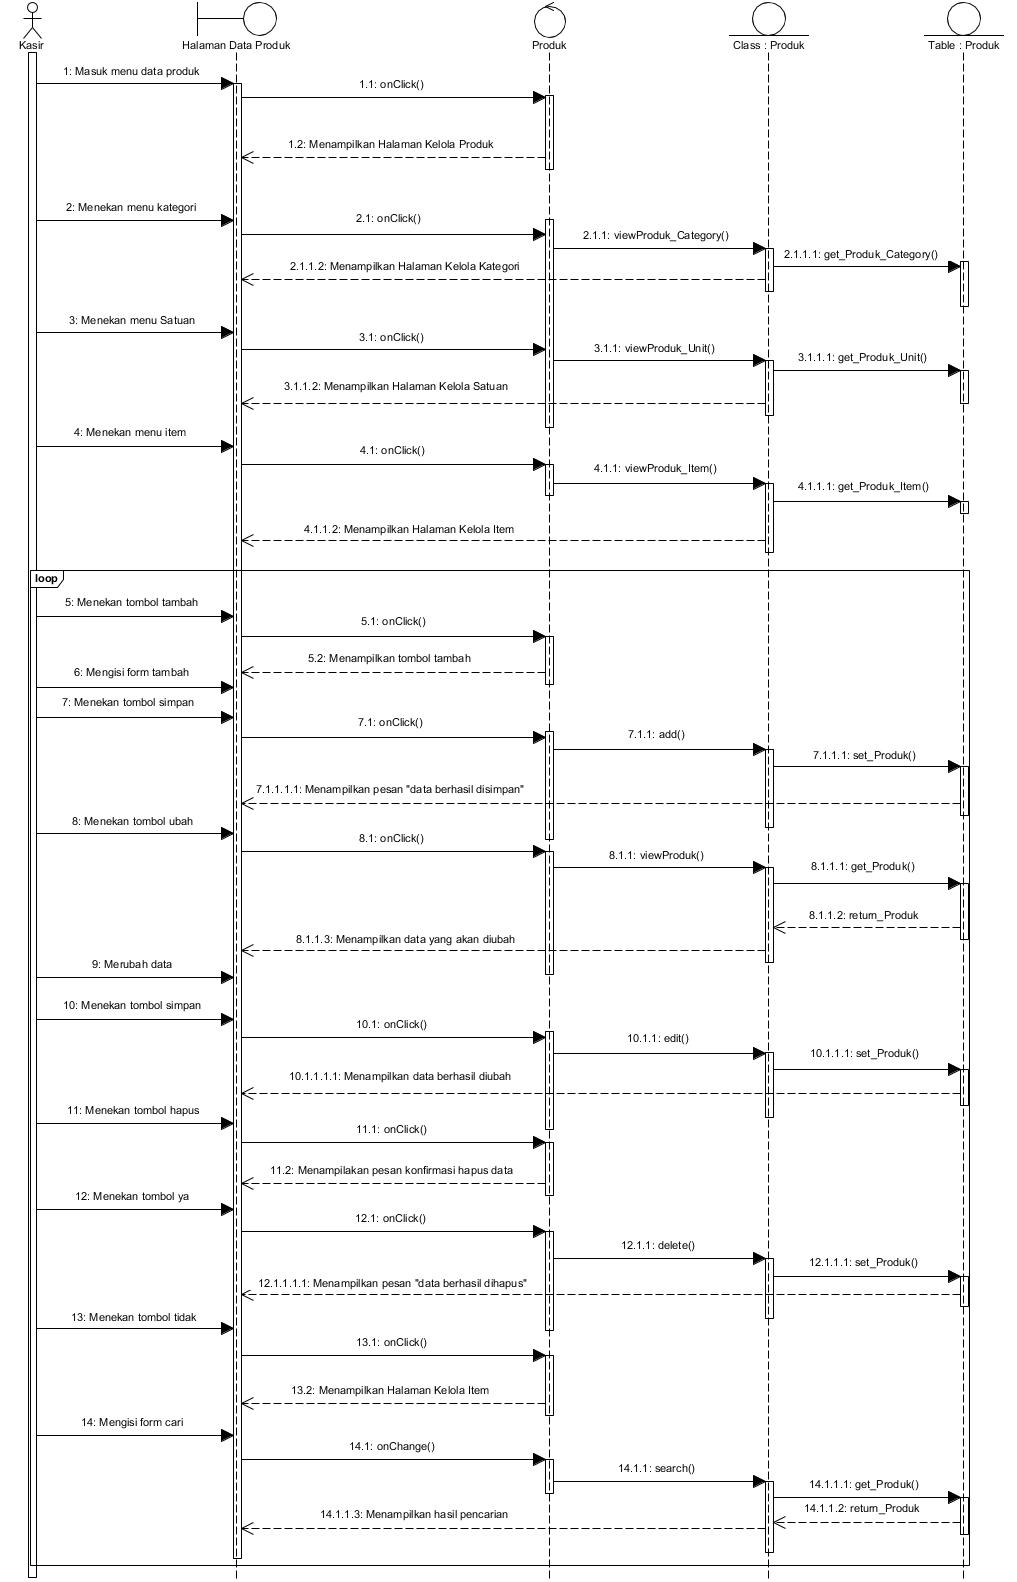 Kasir
Halaman Data Produk
Produk
Class : Produk
Table : Produk
1: Masuk menu data produk
1.1: onClick()
1.2: Menampilkan Halaman Kelola Produk
2: Menekan menu kategori
2.1: onClick()
2.1.1: viewProduk_Category()
2.1.1.1: get_Produk_Category()
2.1.1.2: Menampilkan Halaman Kelola Kategori
3: Menekan menu Satuan
3.1: onClick()
3.1.1: viewProduk_Unit()
3.1.1.1: get_Produk_Unit()
3.1.1.2: Menampilkan Halaman Kelola Satuan
4: Menekan menu item
4.1: onClick()
4.1.1: viewProduk_Item()
4.1.1.1: get_Produk_Item()
4.1.1.2: Menampilkan Halaman Kelola Item
loop
5: Menekan tombol tambah
5.1: onClick()
5.2: Menampilkan tombol tambah
6: Mengisi form tambah
7: Menekan tombol simpan
7.1: onClick()
7.1.1: add()
7.1.1.1: set_Produk()
7.1.1.1.1: Menampilkan pesan "data berhasil disimpan"
8: Menekan tombol ubah
8.1: onClick()
8.1.1: viewProduk()
8.1.1.1: get_Produk()
8.1.1.2: return_Produk
8.1.1.3: Menampilkan data yang akan diubah
9: Merubah data
10: Menekan tombol simpan
10.1: onClick()
10.1.1: edit()
10.1.1.1: set_Produk()
10.1.1.1.1: Menampilkan data berhasil diubah
11: Menekan tombol hapus
11.1: onClick()
11.2: Menampilakan pesan konfirmasi hapus data
12: Menekan tombol ya
12.1: onClick()
12.1.1: delete()
12.1.1.1: set_Produk()
12.1.1.1.1: Menampilkan pesan "data berhasil dihapus"
13: Menekan tombol tidak
13.1: onClick()
13.2: Menampilkan Halaman Kelola Item
14: Mengisi form cari
14.1: onChange()
14.1.1: search()
14.1.1.1: get_Produk()
14.1.1.2: return_Produk
14.1.1.3: Menampilkan hasil pencarian